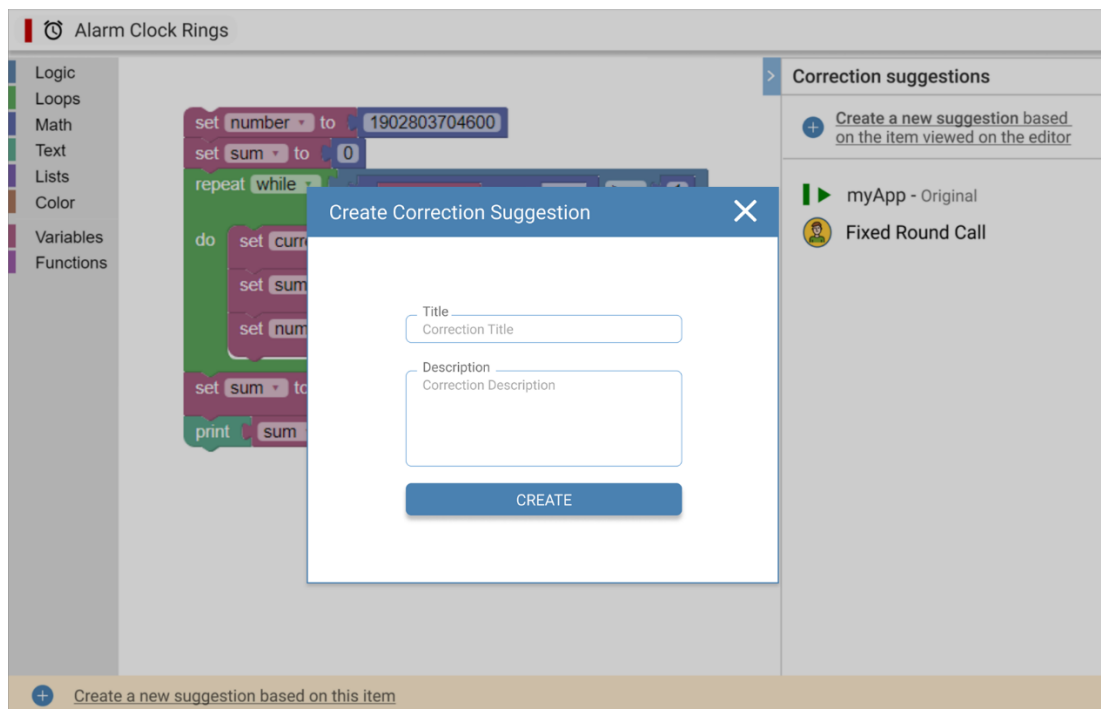 Alarm Clock Rings
Logic
Loops
Math
Text
Lists
Color
Variables
Functions
set number to 1902803704600
set sum to 0
repeat while
do set
set sum
set
set sum to
print sum
Create Correction Suggestion
Title
Correction Title
Description
Correction Description
CREATE
Correction suggestions
Create a new suggestion based
on the item viewed on the editor
myApp - Original
Fixed Round Call
Create a new suggestion based on this item